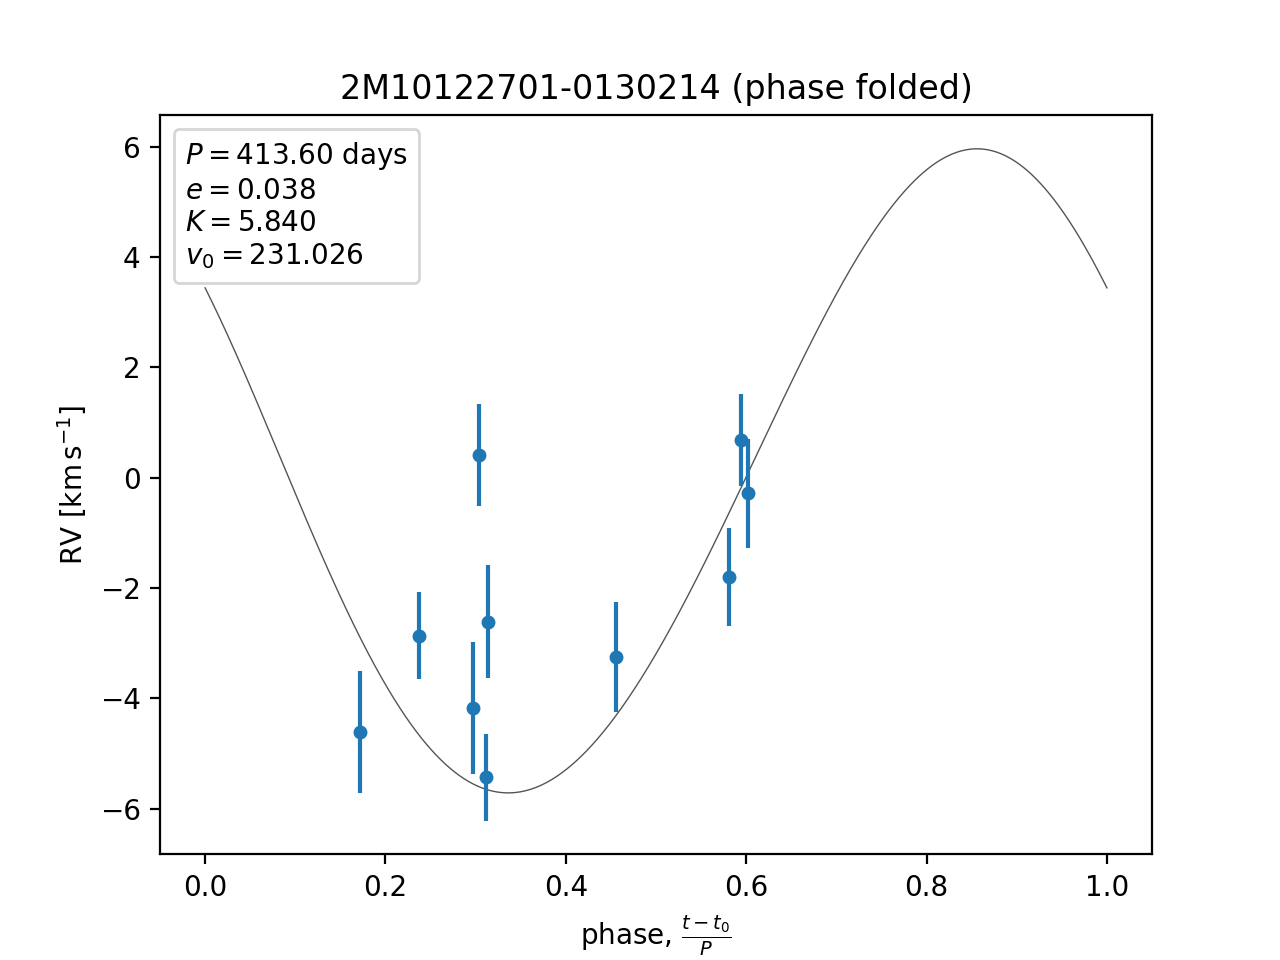 2M10122701-0130214 (phase folded)
P = 413.60 days
e = 0.038
K = 5.840
v₀ = 231.026
6
4
2
0
−2
−4
−6
RV [km s⁻¹]
0.0 0.2 0.4 0.6 0.8 1.0
phase, (t − t₀)/P